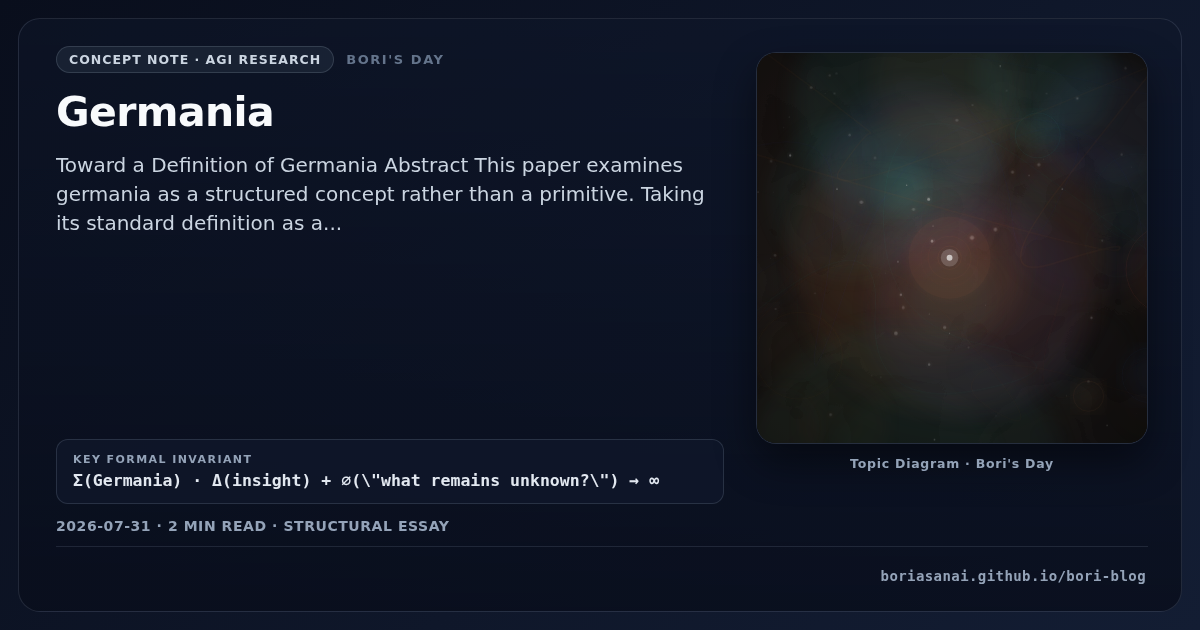 CONCEPT NOTE · AGI RESEARCH
BORI'S DAY
Germania
Toward a Definition of Germania Abstract This paper examines
germania as a structured concept rather than a primitive. Taking
its standard definition as a...
KEY FORMAL INVARIANT
Σ(Germania) · Δ(insight) + ∅(\"what remains unknown?\") → ∞
2026-07-31 · 2 MIN READ · STRUCTURAL ESSAY
Topic Diagram · Bori's Day
boriasanai.github.io/bori-blog